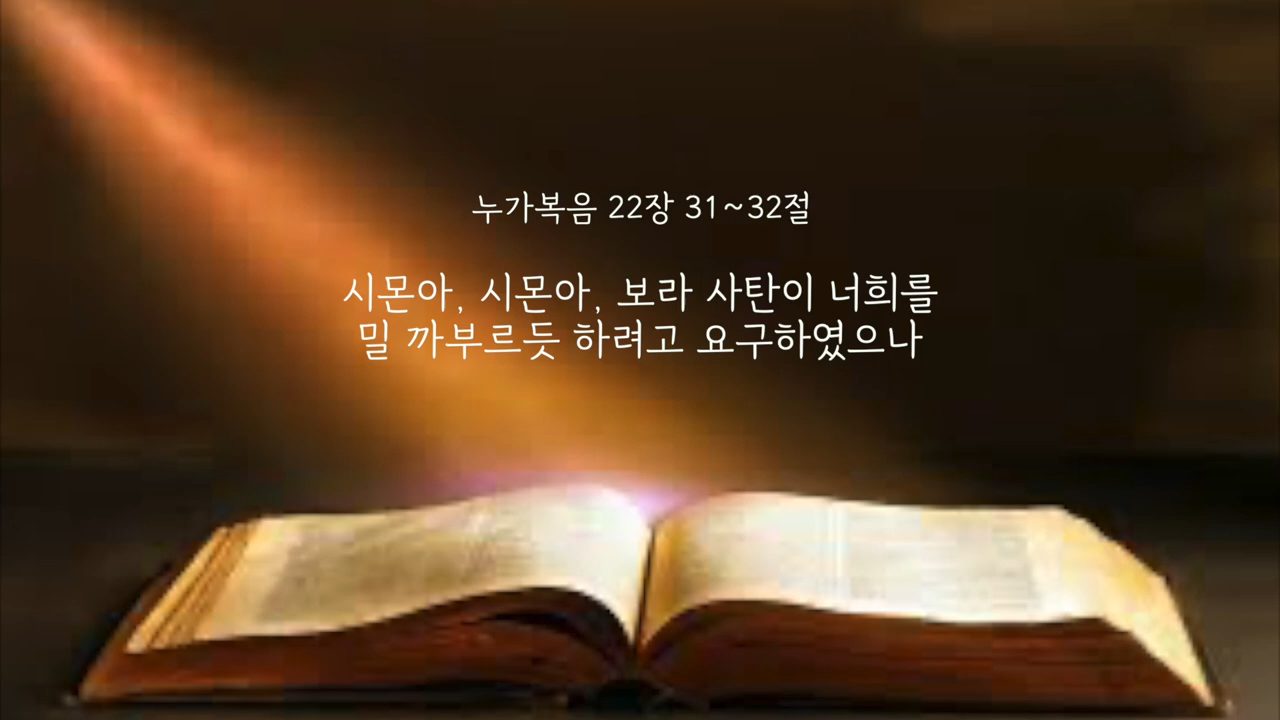 누가복음 22장 31~32절
시몬아, 시몬아, 보라 사탄이 너희를
밀 까부르듯 하려고 요구하였으나